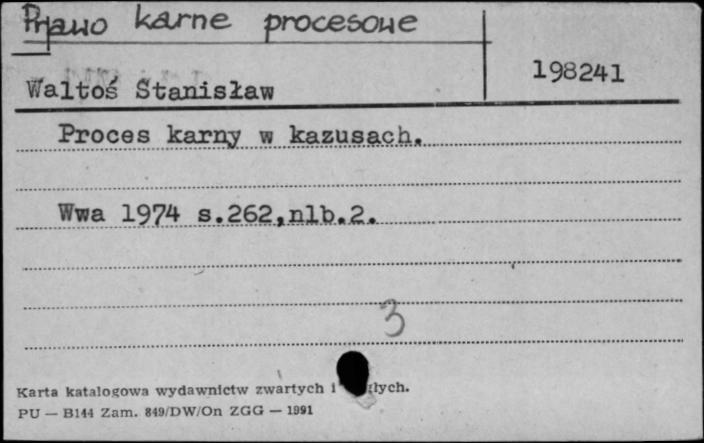 Prawo karne procesowe
198241
Waltoś Stanisław
Proces karny w kazusach.
Wwa 1974 s.262,nlb.2.
3
Karta katalogowa wydawnictw zwartych i
PU — B144 Zam. 849/DW/On ZGG — 1991